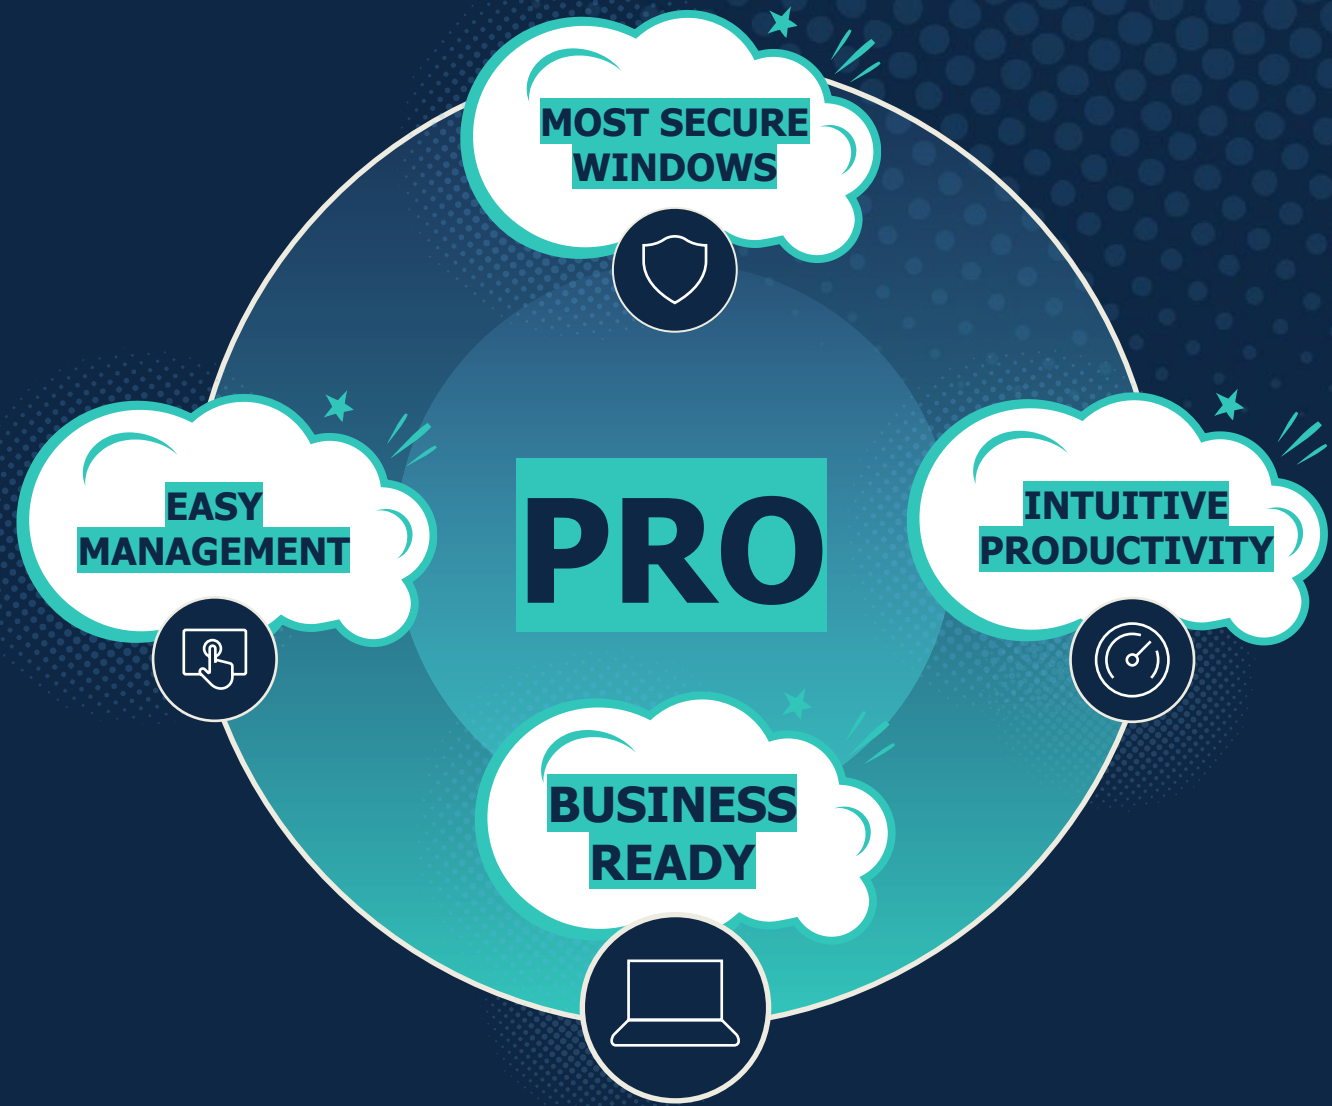 MOST SECURE
WINDOWS
EASY
MANAGEMENT
PRO
INTUITIVE
PRODUCTIVITY
BUSINESS
READY